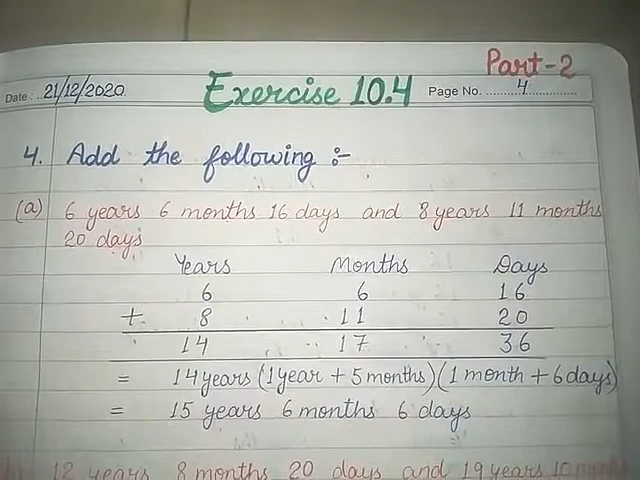 Part-2
Date : 21/12/2020 Exercise 10.4 Page No. 4
4. Add the following :-
(a) 6 years 6 months 16 days and 8 years 11 months
20 days
Years Months Days
6 6 16
+ 8 11 20
14 17 36
= 14 years (1 year + 5 months) (1 month + 6 days)
= 15 years 6 months 6 days
12 years 8 months 20 days and 19 years 10